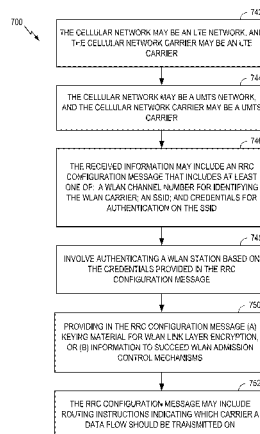 700
742
THE CELLULAR NETWORK MAY BE AN LTE NETWORK, AND
THE CELLULAR NETWORK CARRIER MAY BE AN LTE
CARRIER
744
THE CELLULAR NETWORK MAY BE A UMTS NETWORK,
AND THE CELLULAR NETWORK CARRIER MAY BE A UMTS
CARRIER
746
THE RECEIVED INFORMATION MAY INCLUDE AN RRC
CONFIGURATION MESSAGE THAT INCLUDES AT LEAST
ONE OF: A WLAN CHANNEL NUMBER FOR IDENTIFYING
THE WLAN CARRIER; AN SSID; AND CREDENTIALS FOR
AUTHENTICATION ON THE SSID
748
INVOLVE AUTHENTICATING A WLAN STATION BASED ON
THE CREDENTIALS PROVIDED IN THE RRC
CONFIGURATION MESSAGE
750
PROVIDING IN THE RRC CONFIGURATION MESSAGE (A)
KEYING MATERIAL FOR WLAN LINK LAYER ENCRYPTION,
OR (B) INFORMATION TO SUCCEED WLAN ADMISSION
CONTROL MECHANISMS
752
THE RRC CONFIGURATION MESSAGE MAY INCLUDE
ROUTING INSTRUCTIONS INDICATING WHICH CARRIER A
DATA FLOW SHOULD BE TRANSMITTED ON